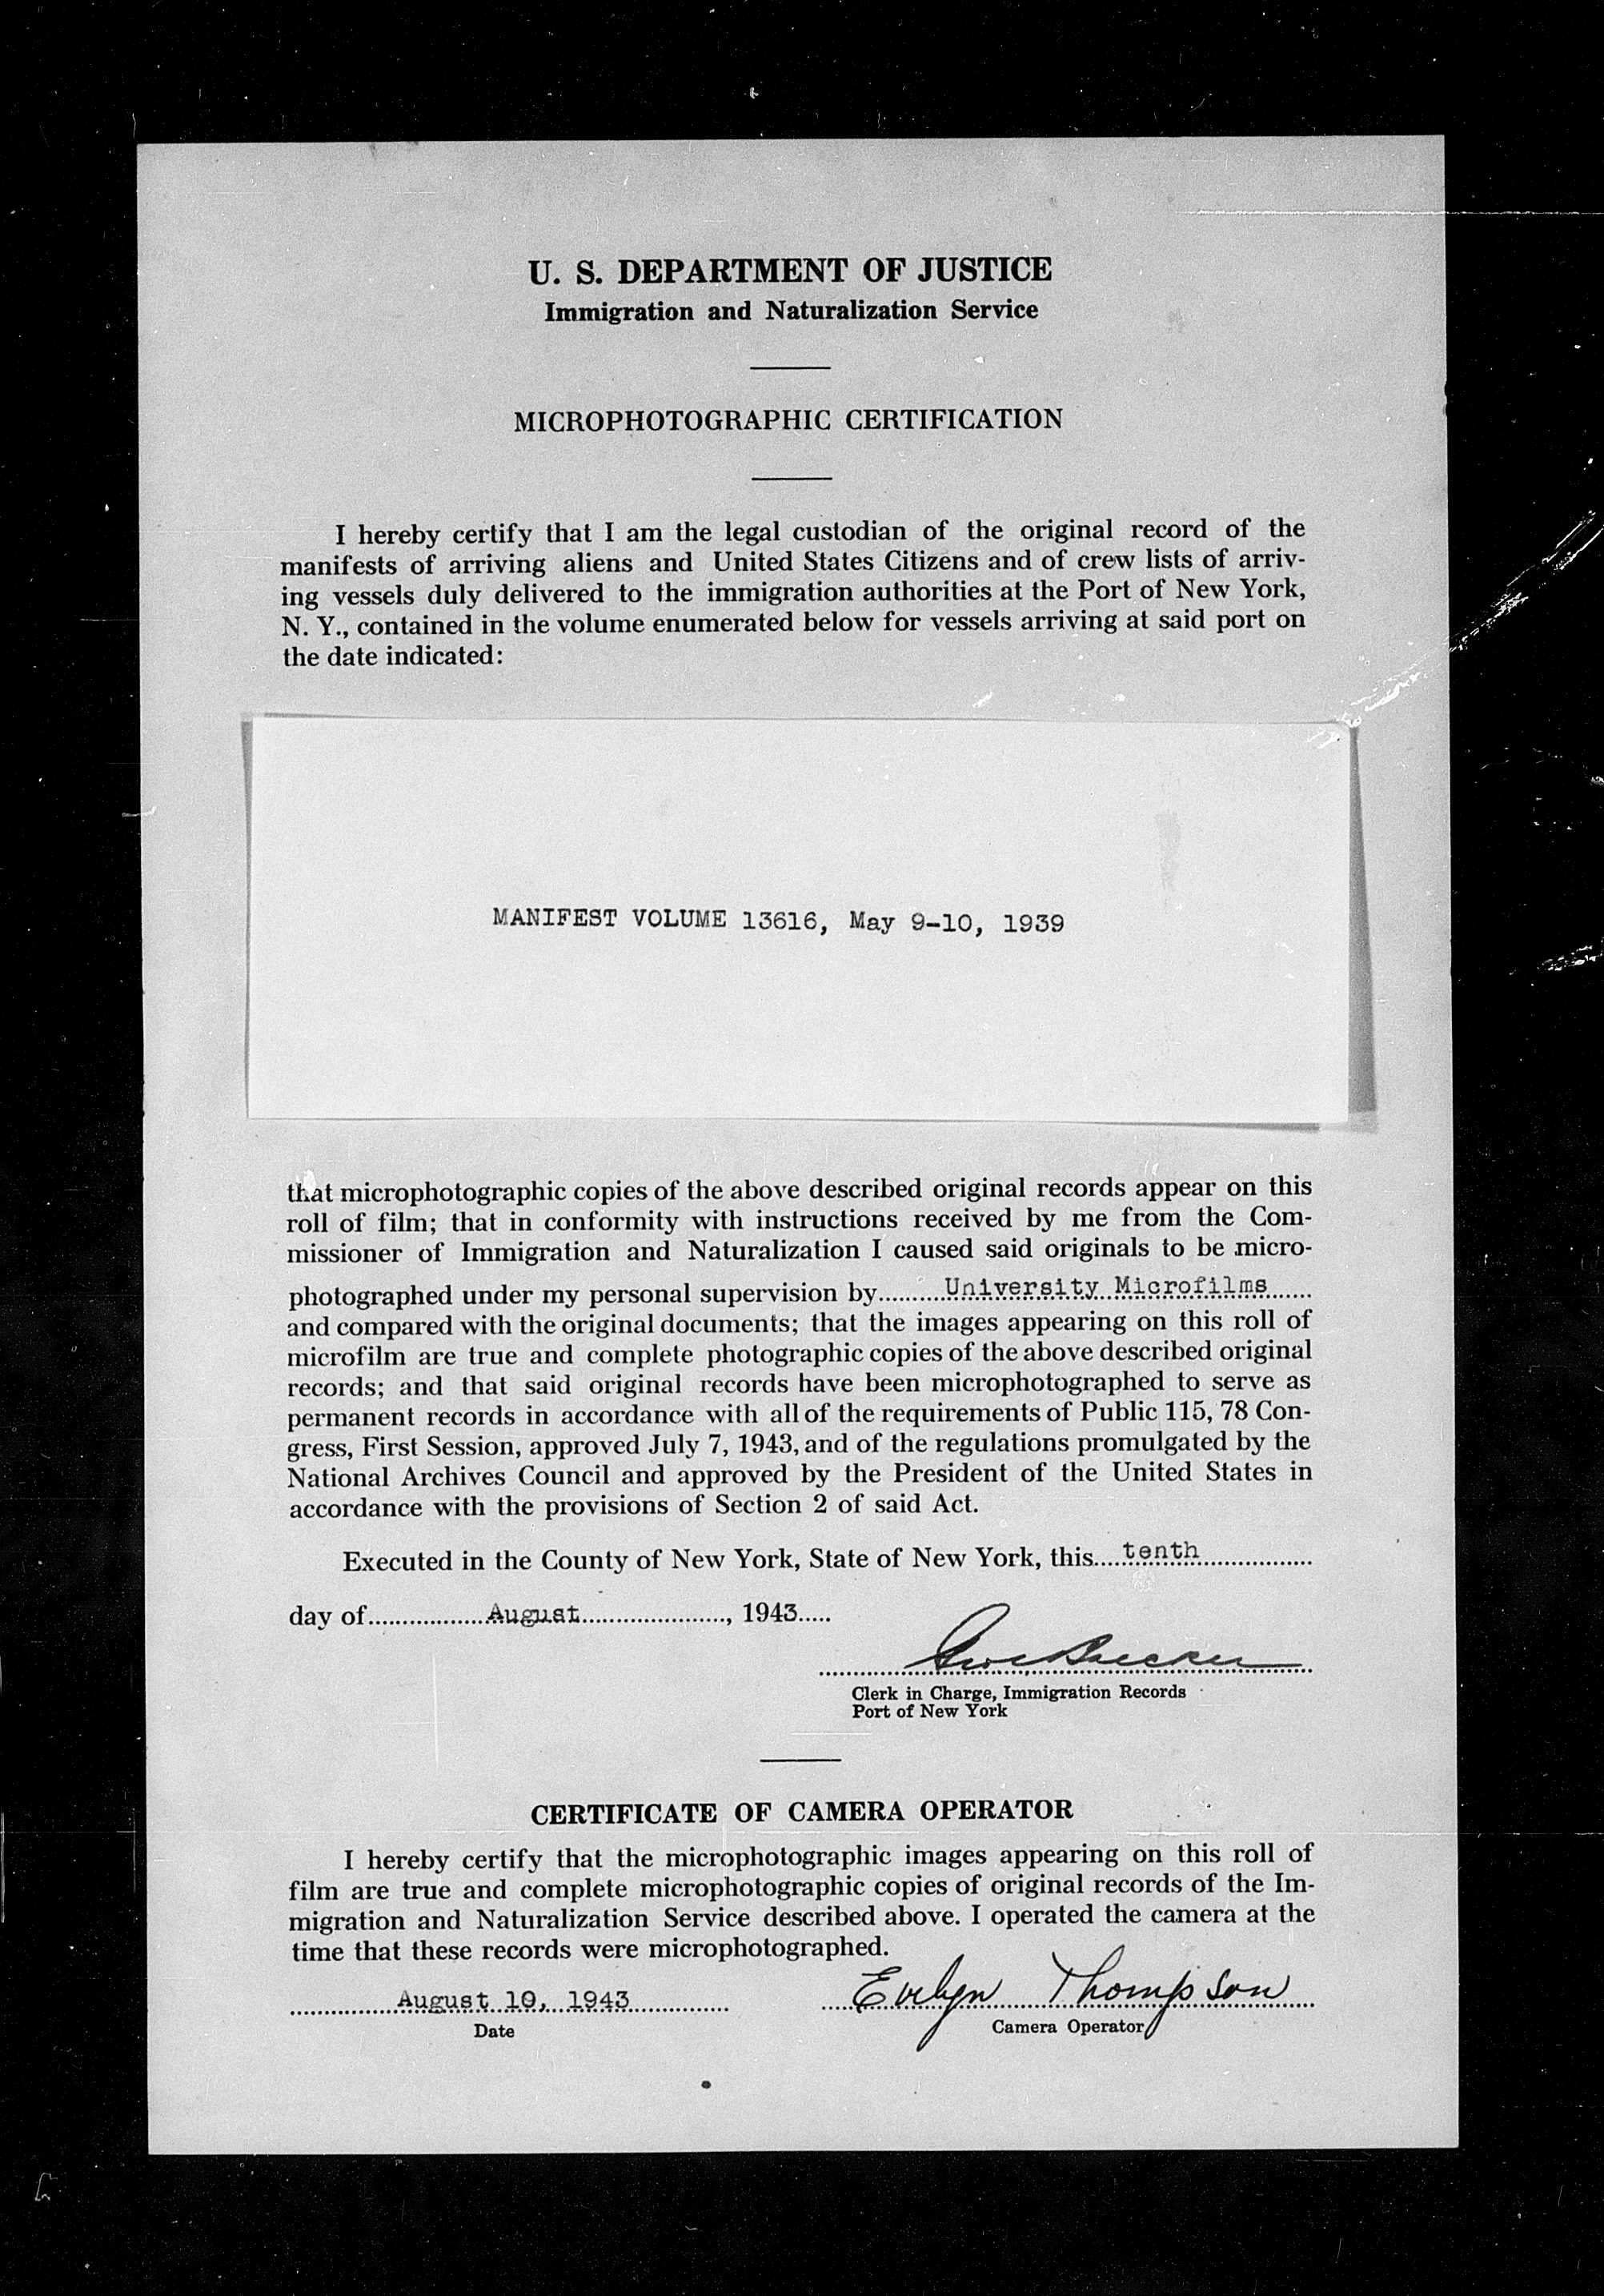 U. S. DEPARTMENT OF JUSTICE
Immigration and Naturalization Service
MICROPHOTOGRAPHIC CERTIFICATION
I hereby certify that I am the legal custodian of the original record of the
manifests of arriving aliens and United States Citizens and of crew lists of arriv-
ing vessels duly delivered to the immigration authorities at the Port of New York,
N. Y., contained in the volume enumerated below for vessels arriving at said port on
the date indicated:
MANIFEST VOLUME 13616, May 9-10, 1939
that microphotographic copies of the above described original records appear on this
roll of film; that in conformity with instructions received by me from the Com-
missioner of Immigration and Naturalization I caused said originals to be micro-
photographed under my personal supervision by University Microfilms
and compared with the original documents; that the images appearing on this roll of
microfilm are true and complete photographic copies of the above described original
records; and that said original records have been microphotographed to serve as
permanent records in accordance with all of the requirements of Public 115, 78 Con-
gress, First Session, approved July 7, 1943, and of the regulations promulgated by the
National Archives Council and approved by the President of the United States in
accordance with the provisions of Section 2 of said Act.
Executed in the County of New York, State of New York, this tenth
day of August, 1943
Clerk in Charge, Immigration Records
Port of New York
CERTIFICATE OF CAMERA OPERATOR
I hereby certify that the microphotographic images appearing on this roll of
film are true and complete microphotographic copies of original records of the Im-
migration and Naturalization Service described above. I operated the camera at the
time that these records were microphotographed.
August 10, 1943 Evelyn Thompson
Date Camera Operator